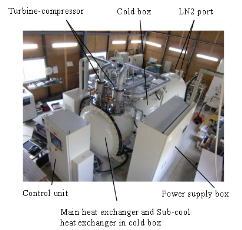 Turbine-compressor
Cold box
LN2 port
Control unit
Power supply box
Main heat exchanger and Sub-cool
heat exchanger in cold box